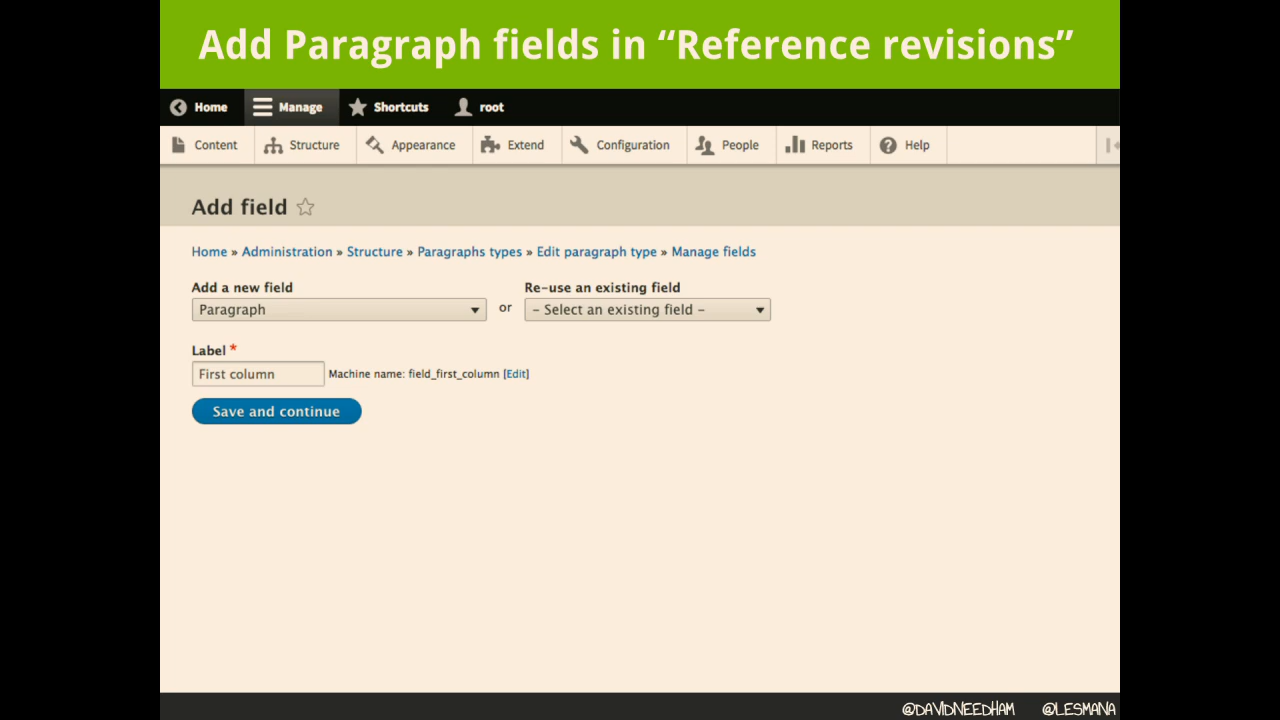 Add Paragraph fields in “Reference revisions”
Home Manage Shortcuts root
Content Structure Appearance Extend Configuration People Reports Help
Add field
Home » Administration » Structure » Paragraphs types » Edit paragraph type » Manage fields
Add a new field Re-use an existing field
Paragraph or – Select an existing field –
Label *
First column Machine name: field_first_column [Edit]
Save and continue
@DAVIDNEEDHAM @LESMANA